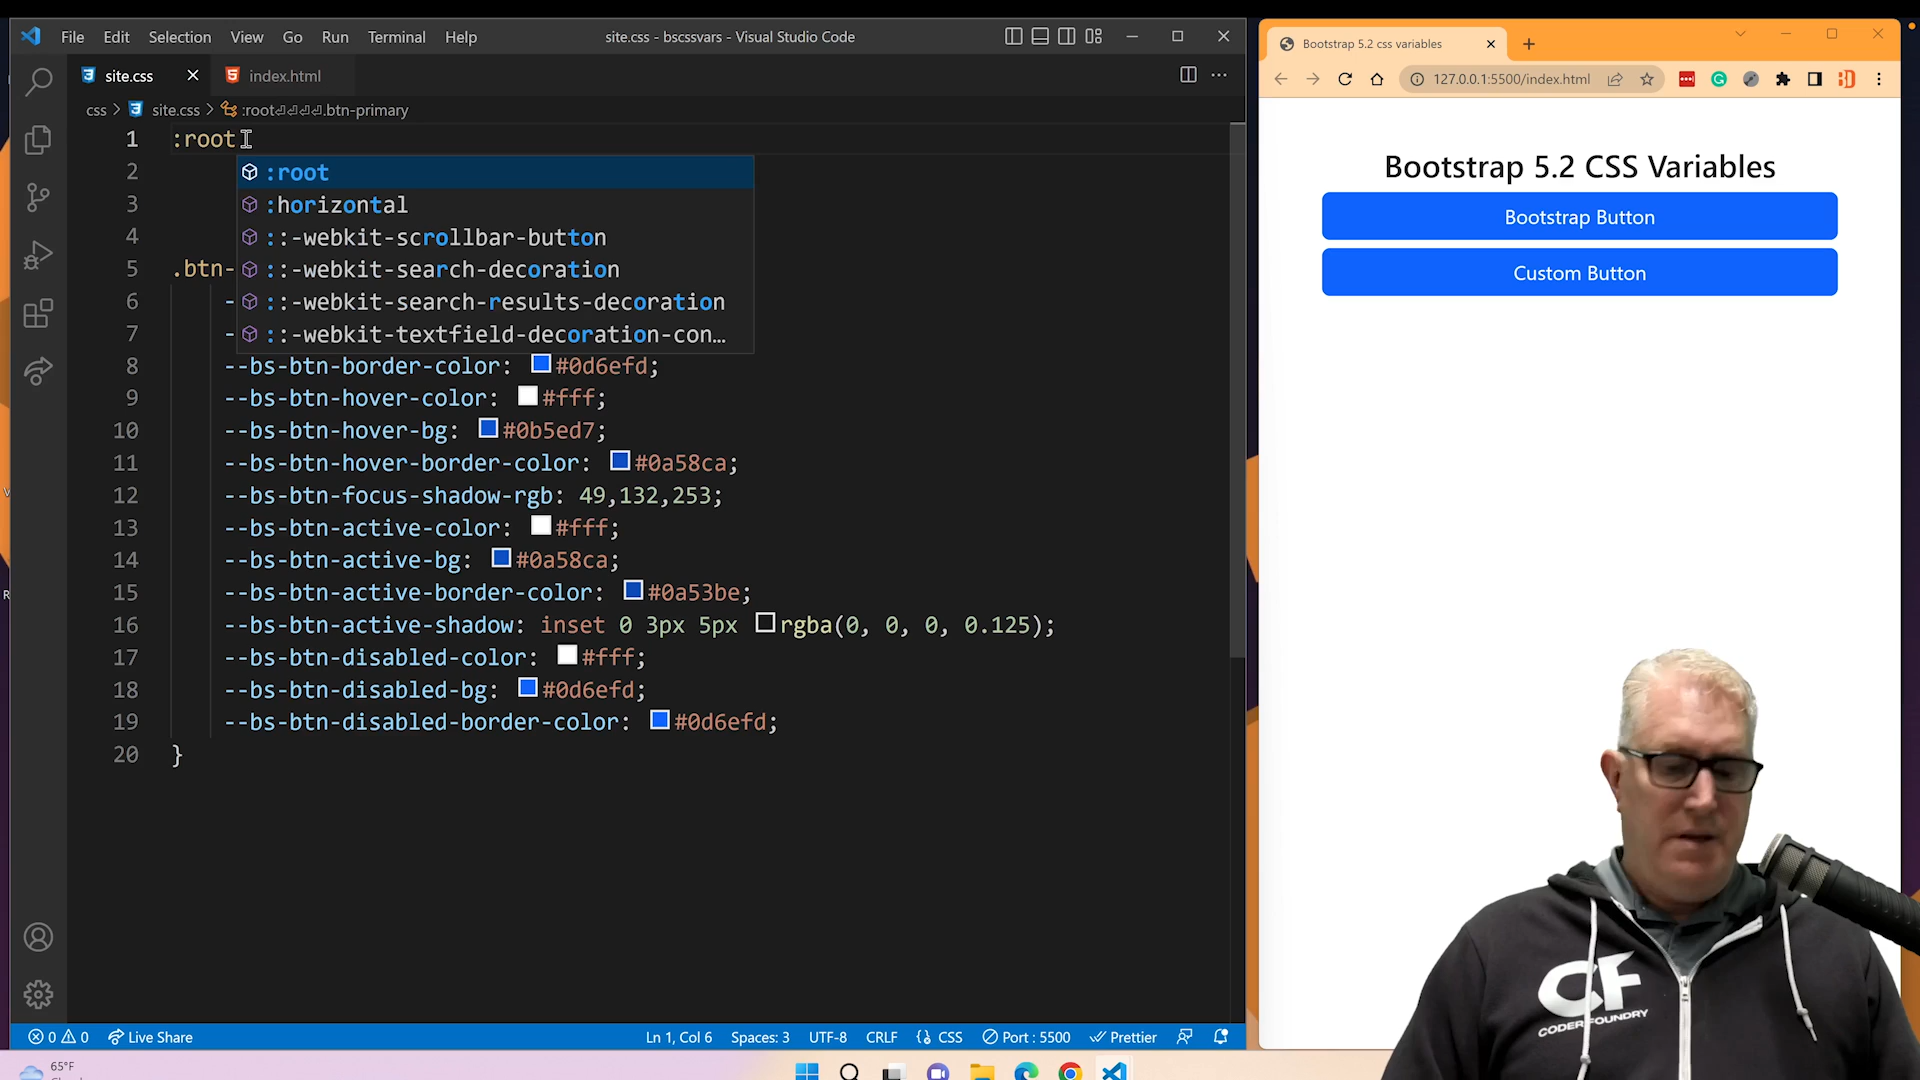 File Edit Selection View Go Run Terminal Help
site.css - bscssvars - Visual Studio Code
site.css
index.html
css > site.css > :root⏎⏎⏎⏎.btn-primary
1 :root
2
3
4
5 .btn-
6 -
7 -
:root
:horizontal
::-webkit-scrollbar-button
::-webkit-search-decoration
::-webkit-search-results-decoration
::-webkit-textfield-decoration-con…
8 --bs-btn-border-color: #0d6efd;
9 --bs-btn-hover-color: #fff;
10 --bs-btn-hover-bg: #0b5ed7;
11 --bs-btn-hover-border-color: #0a58ca;
12 --bs-btn-focus-shadow-rgb: 49,132,253;
13 --bs-btn-active-color: #fff;
14 --bs-btn-active-bg: #0a58ca;
15 --bs-btn-active-border-color: #0a53be;
16 --bs-btn-active-shadow: inset 0 3px 5px rgba(0, 0, 0, 0.125);
17 --bs-btn-disabled-color: #fff;
18 --bs-btn-disabled-bg: #0d6efd;
19 --bs-btn-disabled-border-color: #0d6efd;
20 }
0 0 Live Share
Ln 1, Col 6 Spaces: 3 UTF-8 CRLF {} CSS Port : 5500 Prettier
65°F
Bootstrap 5.2 css variables
127.0.0.1:5500/index.html
Bootstrap 5.2 CSS Variables
Bootstrap Button
Custom Button
CF
CODER FOUNDRY